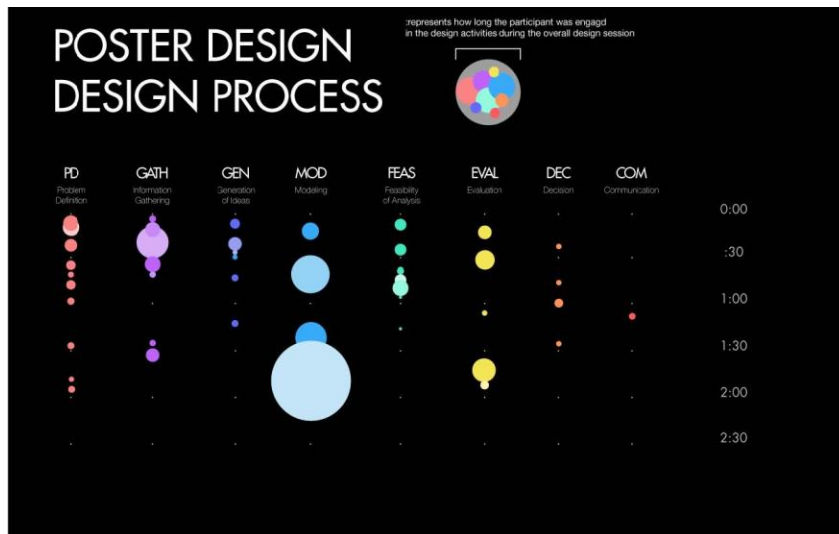 POSTER DESIGN
DESIGN PROCESS
:represents how long the participant was engagd
in the design activities during the overall design session
PD
Problem
Definition
GATH
Information
Gathering
GEN
Generation
of Ideas
MOD
Modeling
FEAS
Feasibility
of Analysis
EVAL
Evaluation
DEC
Decision
COM
Communication
0:00
:30
1:00
1:30
2:00
2:30